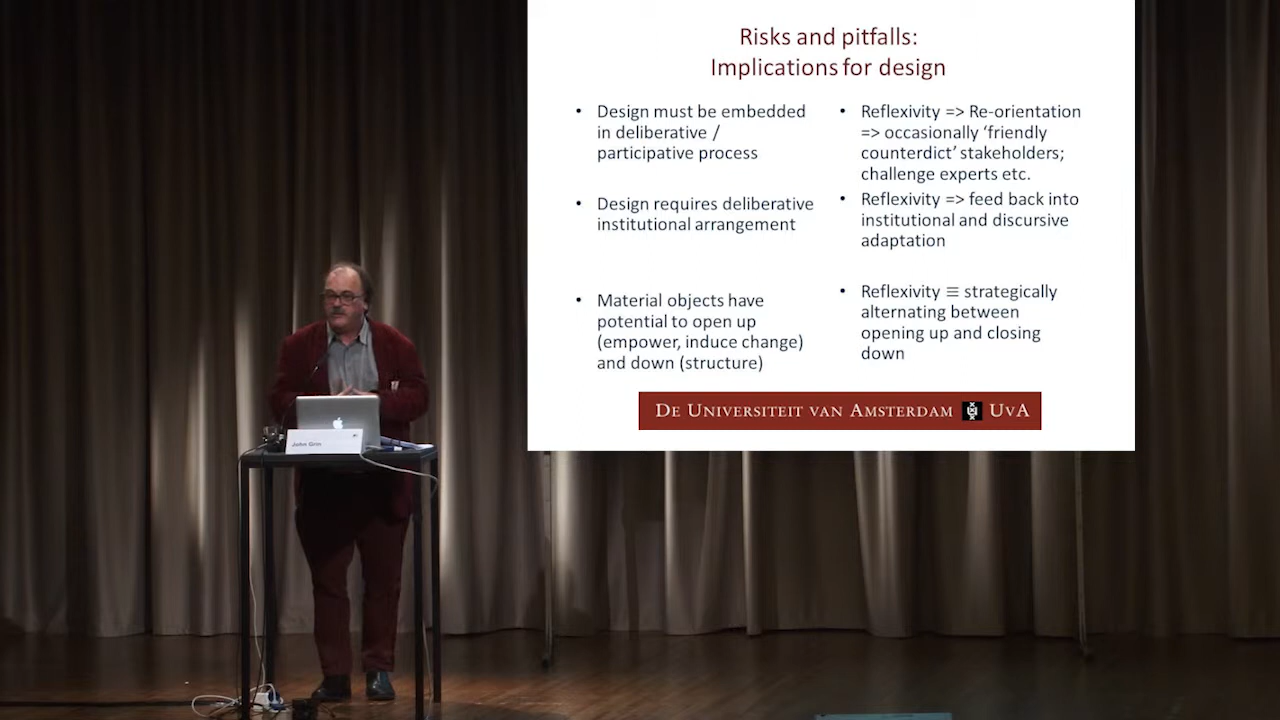 Risks and pitfalls:
Implications for design
• Design must be embedded
in deliberative /
participative process
• Design requires deliberative
institutional arrangement
• Material objects have
potential to open up
(empower, induce change)
and down (structure)
• Reflexivity => Re-orientation
=> occasionally ‘friendly
counterdict’ stakeholders;
challenge experts etc.
• Reflexivity => feed back into
institutional and discursive
adaptation
• Reflexivity ≡ strategically
alternating between
opening up and closing
down
De Universiteit van Amsterdam UvA
John Grin